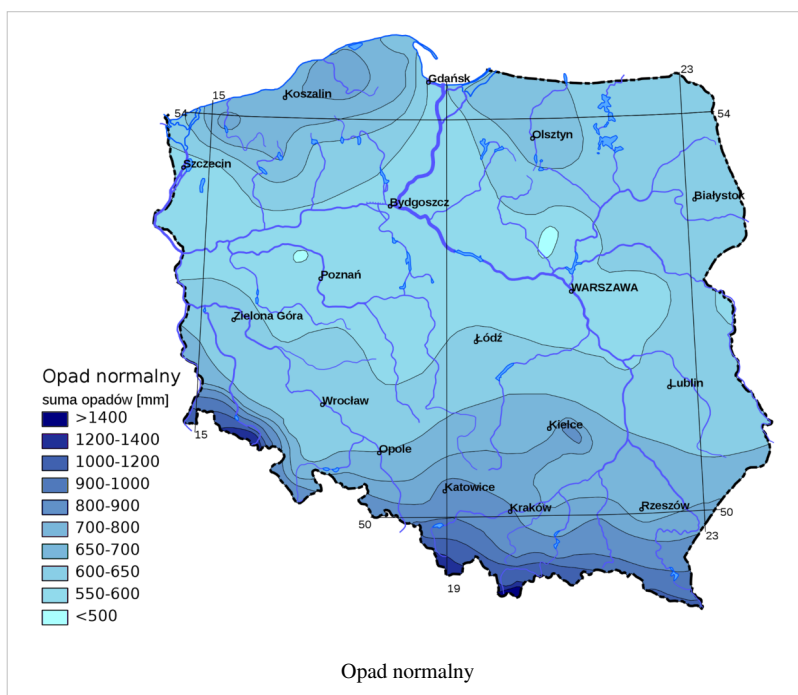 23
Gdańsk
15
Koszalin
54
54
Olsztyn
Szczecin
Białystok
Bydgoszcz
Poznań
WARSZAWA
Zielona Góra
Łódź
Opad normalny
Lublin
suma opadów [mm]
Wrocław
>1400
Kielce
15
1200-1400
Opole
1000-1200
900-1000
Katowice
800-900
Kraków
Rzeszów
50
700-800
50
23
650-700
600-650
550-600
19
<500
Opad normalny